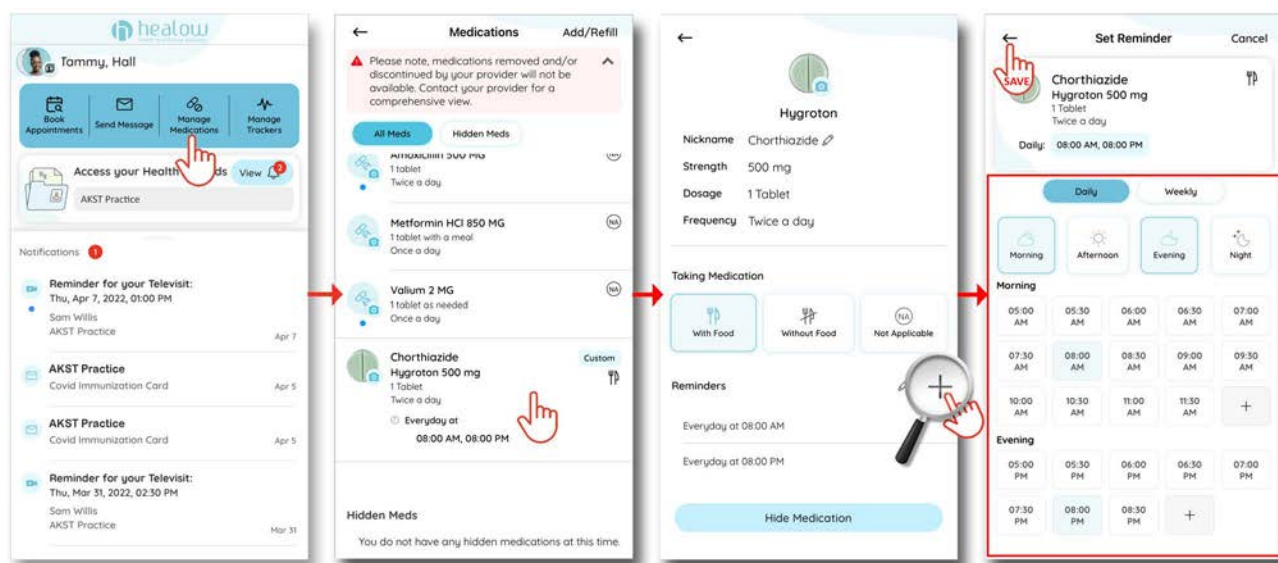 healow
Tammy, Hall
Book Appointments
Send Message
Manage Medications
Manage Trackers
Access your Health ds
View
2
AKST Practice
Notifications 1
Reminder for your Televisit:
Thu, Apr 7, 2022, 01:00 PM
Sam Willis
AKST Practice
Apr 7
AKST Practice
Covid Immunization Card
Apr 5
AKST Practice
Covid Immunization Card
Apr 5
Reminder for your Televisit:
Thu, Mar 31, 2022, 02:30 PM
Sam Willis
AKST Practice
Mar 31
Medications
Add/Refill
Please note, medications removed and/or
discontinued by your provider will not be
available. Contact your provider for a
comprehensive view.
All Meds
Hidden Meds
Amoxicillin 500 MG
1 tablet
Twice a day
NA
Metformin HCl 850 MG
1 tablet with a meal
Once a day
NA
Valium 2 MG
1 tablet as needed
Once a day
NA
Chorthiazide
Custom
Hygroton 500 mg
1 Tablet
Twice a day
Everyday at
08:00 AM, 08:00 PM
Hidden Meds
You do not have any hidden medications at this time.
Hygroton
Nickname Chorthiazide
Strength 500 mg
Dosage 1 Tablet
Frequency Twice a day
Taking Medication
With Food
Without Food
NA
Not Applicable
Reminders
+
Everyday at 08:00 AM
Everyday at 08:00 PM
Hide Medication
Set Reminder
Cancel
SAVE
Chorthiazide
Hygroton 500 mg
1 Tablet
Twice a day
Daily: 08:00 AM, 08:00 PM
Daily
Weekly
Morning
Afternoon
Evening
Night
Morning
05:00 AM
05:30 AM
06:00 AM
06:30 AM
07:00 AM
07:30 AM
08:00 AM
08:30 AM
09:00 AM
09:30 AM
10:00 AM
10:30 AM
11:00 AM
11:30 AM
+
Evening
05:00 PM
05:30 PM
06:00 PM
06:30 PM
07:00 PM
07:30 PM
08:00 PM
08:30 PM
+